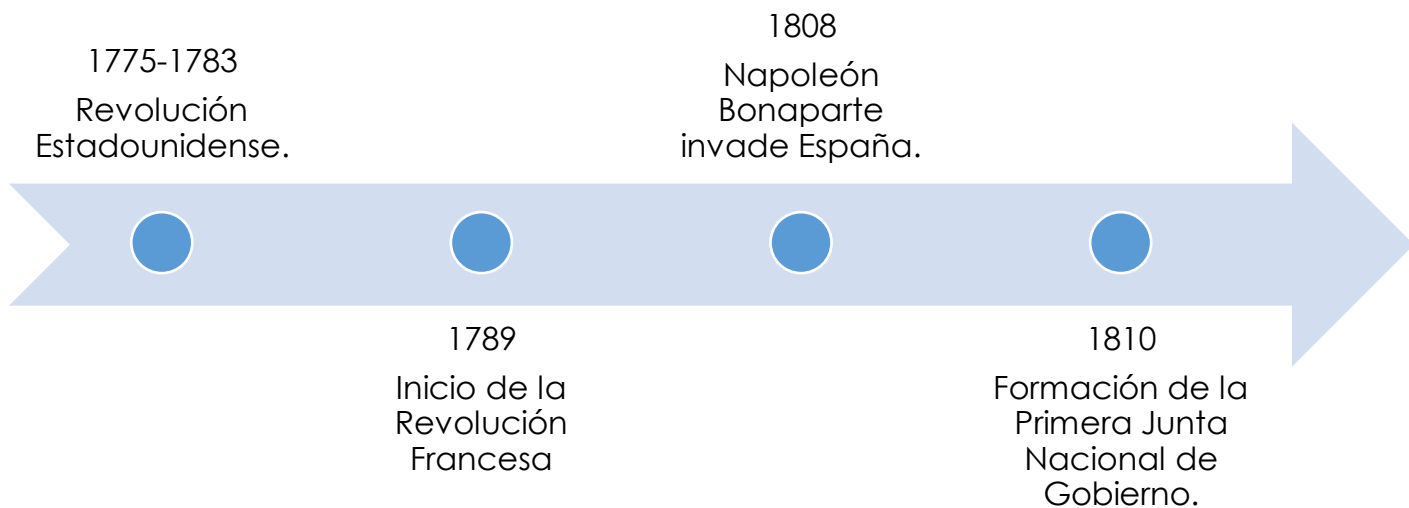 1775-1783
Revolución
Estadounidense.
1789
Inicio de la
Revolución
Francesa
1808
Napoleón
Bonaparte
invade España.
1810
Formación de la
Primera Junta
Nacional de
Gobierno.